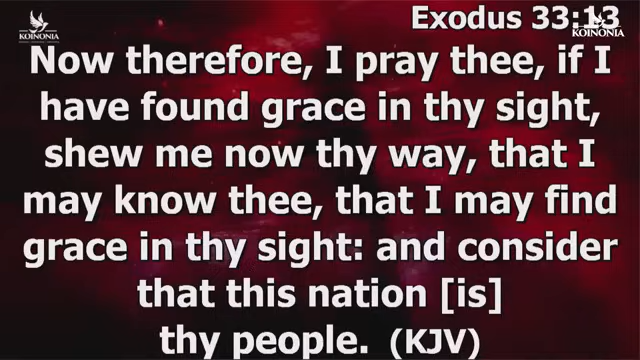 KOINONIA
Exodus 33:13
KOINONIA
Now therefore, I pray thee, if I
have found grace in thy sight,
shew me now thy way, that I
may know thee, that I may find
grace in thy sight: and consider
that this nation [is]
thy people. (KJV)